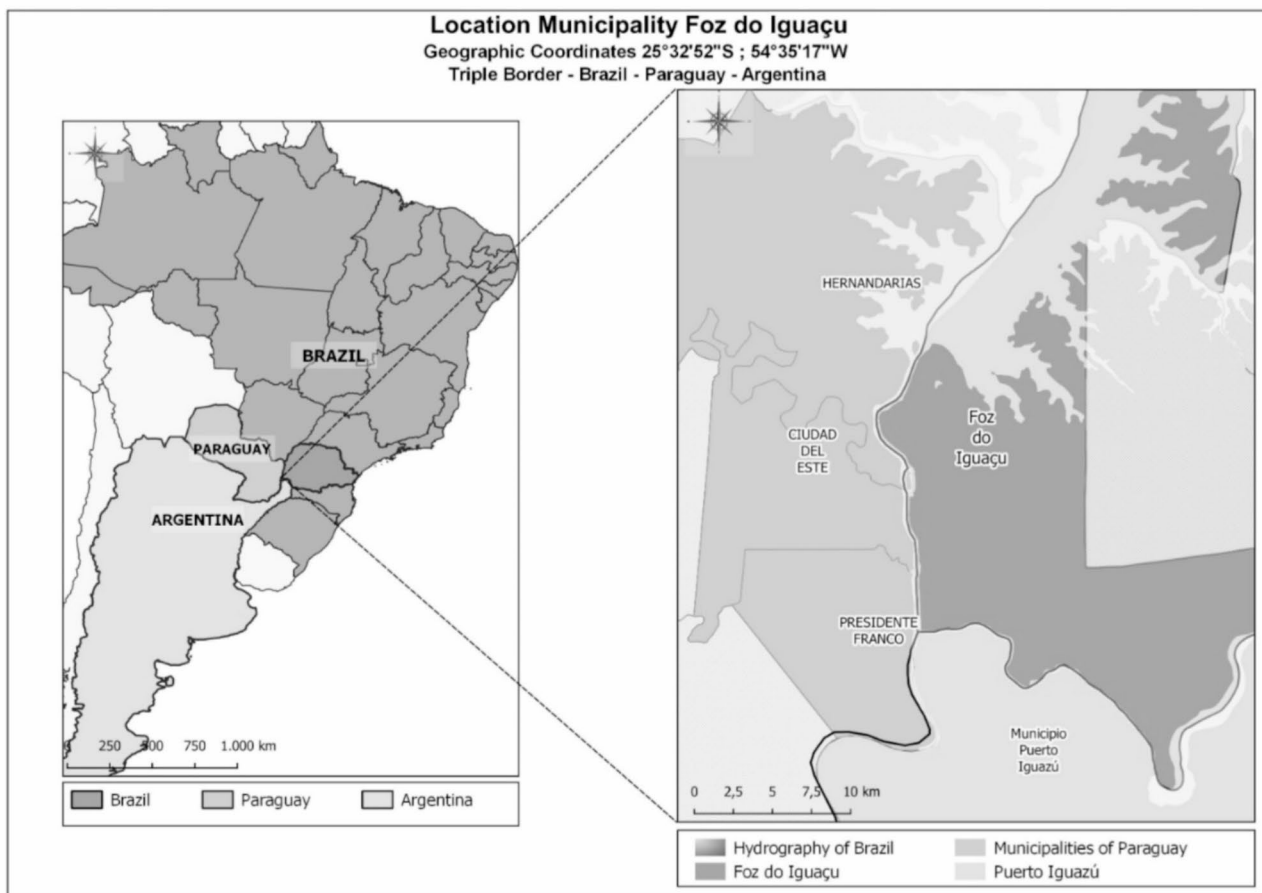 Location Municipality Foz do Iguaçu
Geographic Coordinates 25°32'52"S ; 54°35'17"W
Triple Border - Brazil - Paraguay - Argentina
BRAZIL
PARAGUAY
ARGENTINA
0 250 500 750 1.000 km
Brazil Paraguay Argentina
HERNANDARIAS
Foz
do
Iguaçu
CIUDAD
DEL
ESTE
PRESIDENTE
FRANCO
Municipio
Puerto
Iguazú
0 2,5 5 7,5 10 km
Hydrography of Brazil Municipalities of Paraguay
Foz do Iguaçu Puerto Iguazú